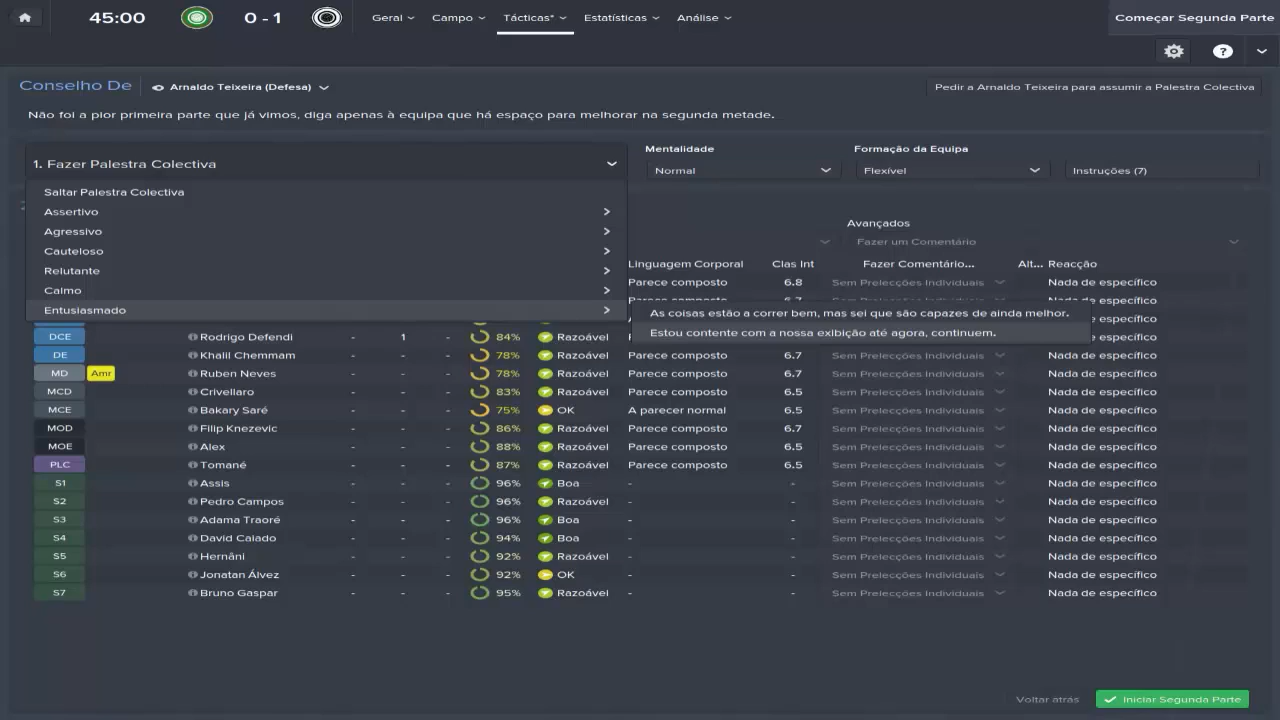 45:00 0 - 1 Geral Campo Tácticas* Estatísticas Análise Começar Segunda Parte
?
Conselho De Arnaldo Teixeira (Defesa) Pedir a Arnaldo Teixeira para assumir a Palestra Colectiva
Não foi a pior primeira parte que já vimos, diga apenas à equipa que há espaço para melhorar na segunda metade.
Mentalidade Formação da Equipa
1. Fazer Palestra Colectiva
Normal Flexível Instruções (7)
Saltar Palestra Colectiva
Assertivo
Avançados
Agressivo
Fazer um Comentário
Cauteloso
Linguagem Corporal Clas Int Fazer Comentário... Alt... Reacção
Relutante
Parece composto 6.8 Sem Prelecções Individuais Nada de específico
Calmo
Entusiasmado
As coisas estão a correr bem, mas sei que são capazes de ainda melhor.
Estou contente com a nossa exibição até agora, continuem.
DCE Rodrigo Defendi - 1 - 84% Razoável
DE Khalil Chemmam - - - 78% Razoável Parece composto 6.7 Sem Prelecções Individuais Nada de específico
MD Amr Ruben Neves - - - 78% Razoável Parece composto 6.7 Sem Prelecções Individuais Nada de específico
MCD Crivellaro - - - 83% Razoável Parece composto 6.5 Sem Prelecções Individuais Nada de específico
MCE Bakary Saré - - - 75% OK A parecer normal 6.5 Sem Prelecções Individuais Nada de específico
MOD Filip Knezevic - - - 86% Razoável Parece composto 6.7 Sem Prelecções Individuais Nada de específico
MOE Alex - - - 88% Razoável Parece composto 6.5 Sem Prelecções Individuais Nada de específico
PLC Tomané - - - 87% Razoável Parece composto 6.5 Sem Prelecções Individuais Nada de específico
S1 Assis - - - 96% Boa - - Sem Prelecções Individuais Nada de específico
S2 Pedro Campos - - - 96% Razoável - - Sem Prelecções Individuais Nada de específico
S3 Adama Traoré - - - 96% Boa - - Sem Prelecções Individuais Nada de específico
S4 David Caiado - - - 94% Boa - - Sem Prelecções Individuais Nada de específico
S5 Hernâni - - - 92% Razoável - - Sem Prelecções Individuais Nada de específico
S6 Jonatan Álvez - - - 92% OK - - Sem Prelecções Individuais Nada de específico
S7 Bruno Gaspar - - - 95% Razoável - - Sem Prelecções Individuais Nada de específico
Voltar atrás Iniciar Segunda Parte